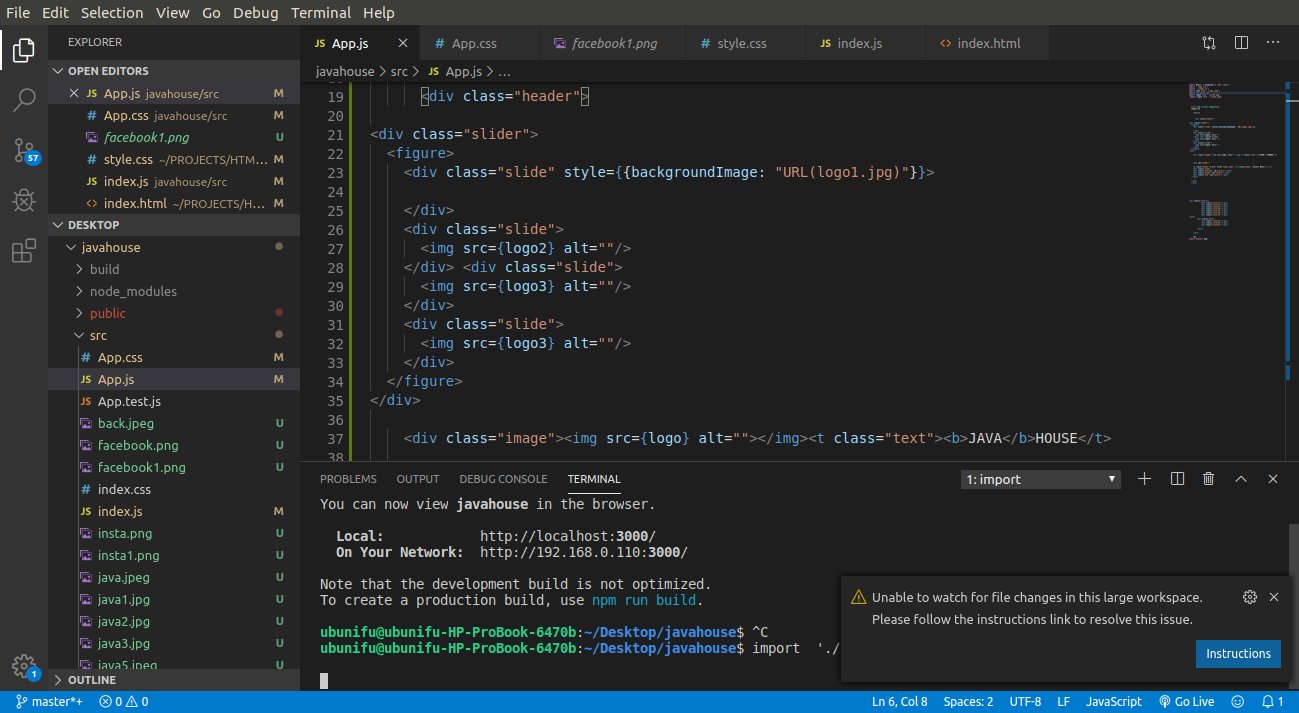 File Edit Selection View Go Debug Terminal Help
EXPLORER
OPEN EDITORS
JS App.js javahouse/src M
# App.css javahouse/src M
facebook1.png U
# style.css ~/PROJECTS/HTM... M
JS index.js javahouse/src M
<> index.html ~/PROJECTS/H... M
DESKTOP
javahouse
build
node_modules
public
src
# App.css M
JS App.js M
JS App.test.js
back.jpeg U
facebook.png U
facebook1.png U
# index.css
JS index.js M
insta.png U
insta1.png U
java.jpeg U
java1.jpg U
java2.jpg U
java3.jpg U
java5.jpeg U
OUTLINE
57
1
JS App.js # App.css facebook1.png # style.css JS index.js <> index.html
javahouse > src > JS App.js > ...
19 <div class="header">
20
21 <div class="slider">
22 <figure>
23 <div class="slide" style={{backgroundImage: "URL(logo1.jpg)"}}>
24
25 </div>
26 <div class="slide">
27 <img src={logo2} alt=""/>
28 </div> <div class="slide">
29 <img src={logo3} alt=""/>
30 </div>
31 <div class="slide">
32 <img src={logo3} alt=""/>
33 </div>
34 </figure>
35 </div>
36
37 <div class="image"><img src={logo} alt=""></img><t class="text"><b>JAVA</b>HOUSE</t>
38
PROBLEMS OUTPUT DEBUG CONSOLE TERMINAL 1: import
You can now view javahouse in the browser.
Local: http://localhost:3000/
On Your Network: http://192.168.0.110:3000/
Note that the development build is not optimized.
To create a production build, use npm run build.
ubunifu@ubunifu-HP-ProBook-6470b:~/Desktop/javahouse$ ^C
ubunifu@ubunifu-HP-ProBook-6470b:~/Desktop/javahouse$ import './
Unable to watch for file changes in this large workspace.
Please follow the instructions link to resolve this issue.
Instructions
master*+ 0 0 Ln 6, Col 8 Spaces: 2 UTF-8 LF JavaScript Go Live 1